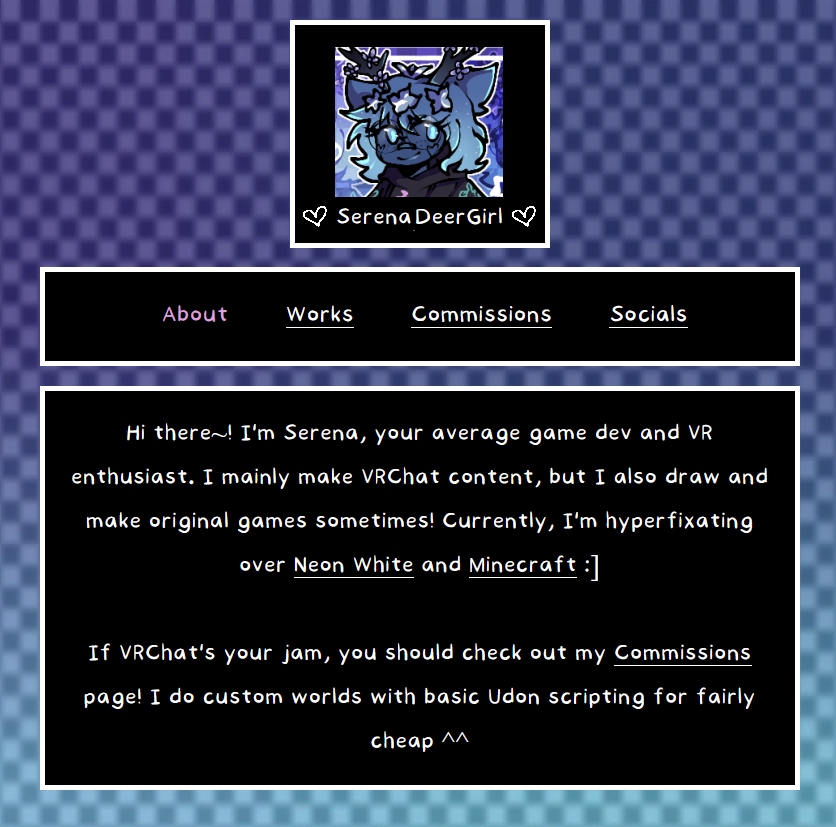 ♡ SerenaDeerGirl ♡
About Works Commissions Socials
Hi there~! I'm Serena, your average game dev and VR
enthusiast. I mainly make VRChat content, but I also draw and
make original games sometimes! Currently, I'm hyperfixating
over Neon White and Minecraft :]
If VRChat's your jam, you should check out my Commissions
page! I do custom worlds with basic Udon scripting for fairly
cheap ^^